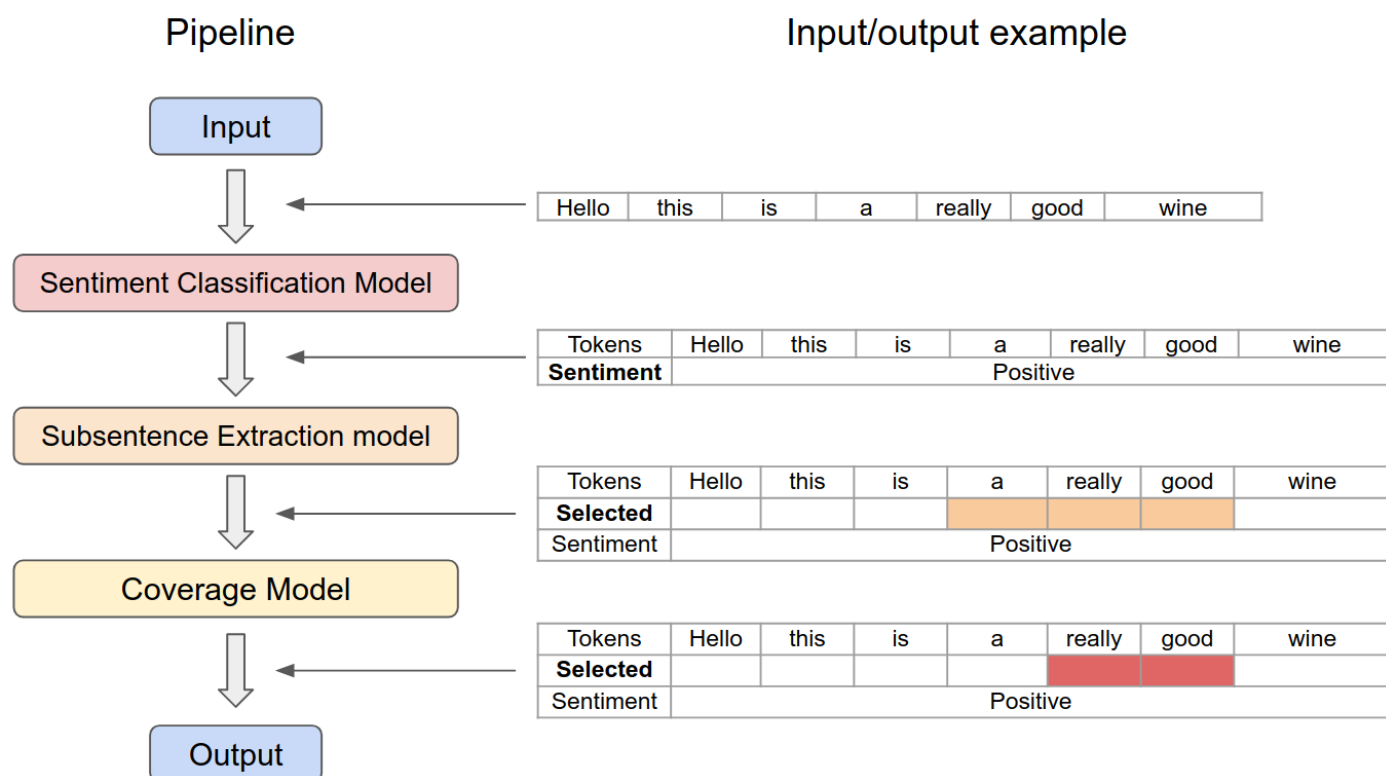 Pipeline
Input/output example
Input
Hello this is a really good wine
Sentiment Classification Model
Tokens Hello this is a really good wine
Sentiment Positive
Subsentence Extraction model
Tokens Hello this is a really good wine
Selected
Sentiment Positive
Coverage Model
Tokens Hello this is a really good wine
Selected
Sentiment Positive
Output